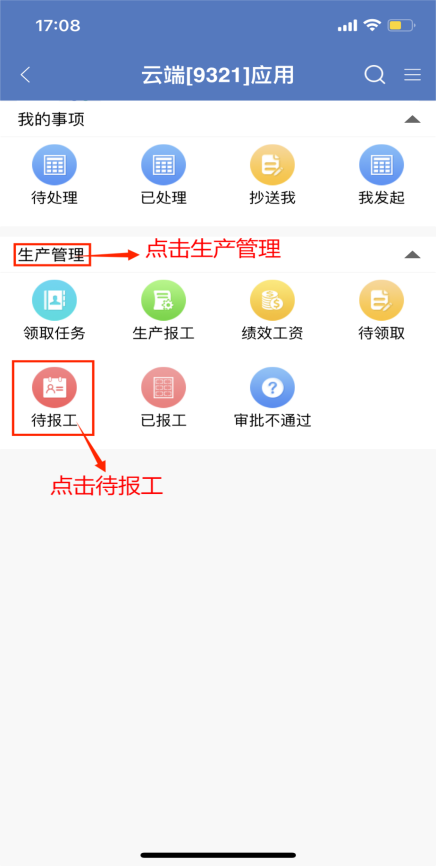 17:08
云端[9321]应用
我的事项
待处理 已处理 抄送我 我发起
生产管理 点击生产管理
领取任务 生产报工 绩效工资 待领取
待报工 已报工 审批不通过
点击待报工